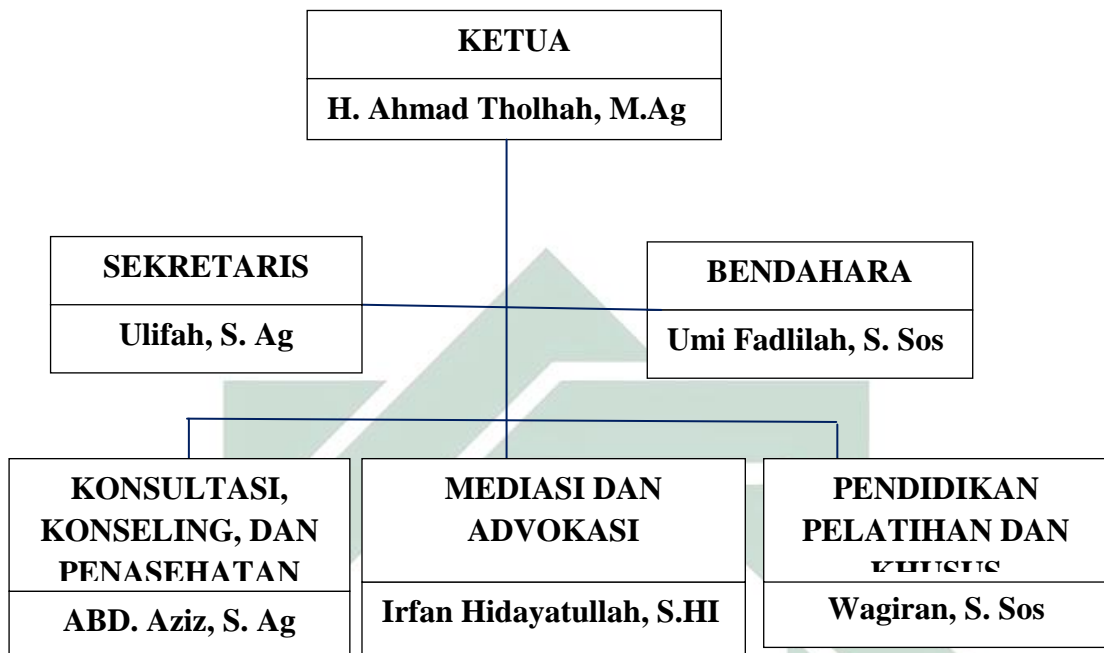 KETUA
H. Ahmad Tholhah, M.Ag
SEKRETARIS
Ulifah, S. Ag
BENDAHARA
Umi Fadlilah, S. Sos
KONSULTASI,
KONSELING, DAN
PENASEHATAN
ABD. Aziz, S. Ag
MEDIASI DAN
ADVOKASI
Irfan Hidayatullah, S.HI
PENDIDIKAN
PELATIHAN DAN
KHUSUS
Wagiran, S. Sos